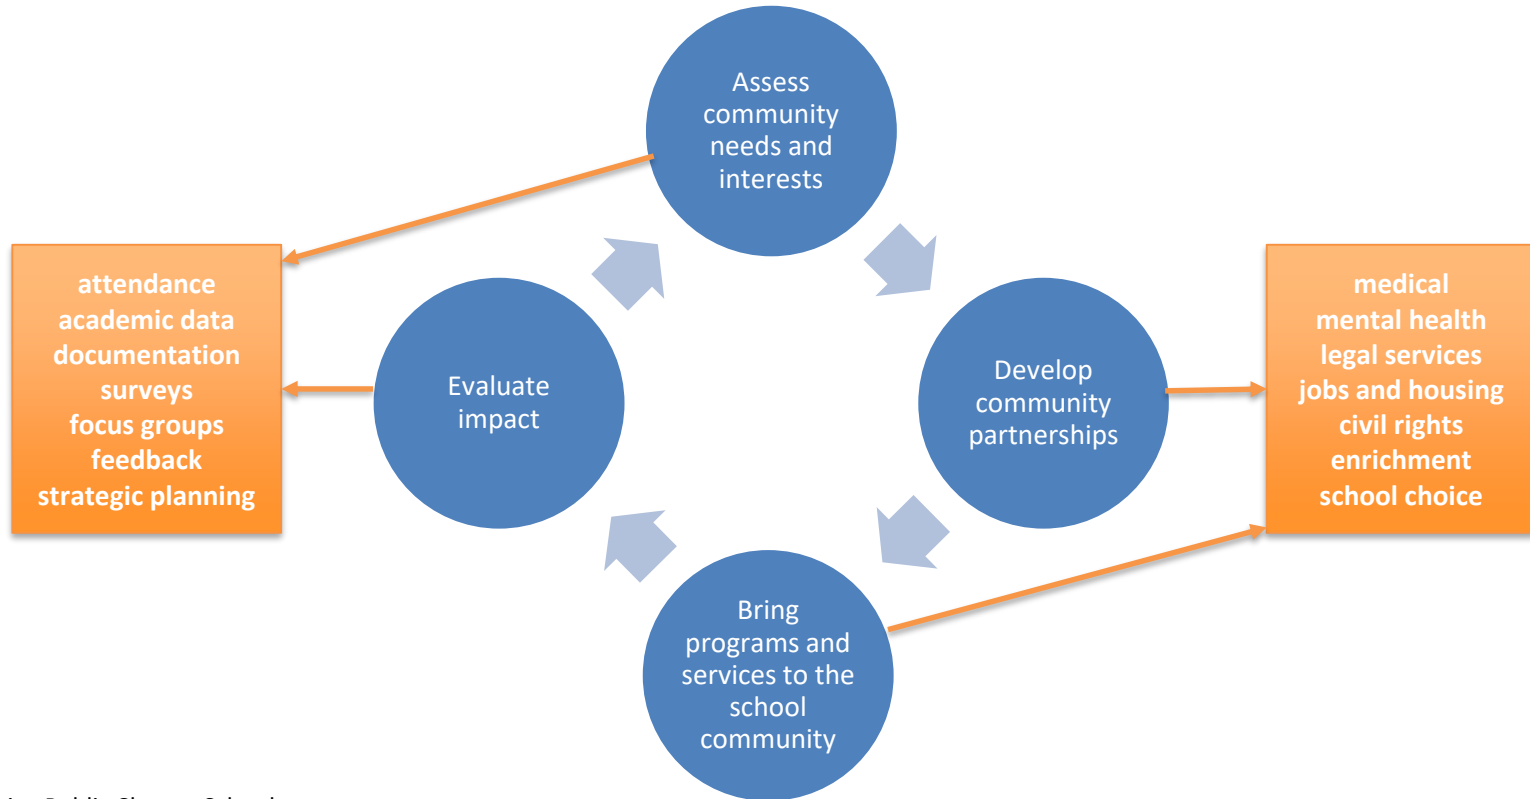 Assess
community
needs and
interests
attendance
academic data
documentation
surveys
focus groups
feedback
strategic planning
Evaluate
impact
Develop
community
partnerships
medical
mental health
legal services
jobs and housing
civil rights
enrichment
school choice
Bring
programs and
services to the
school
community